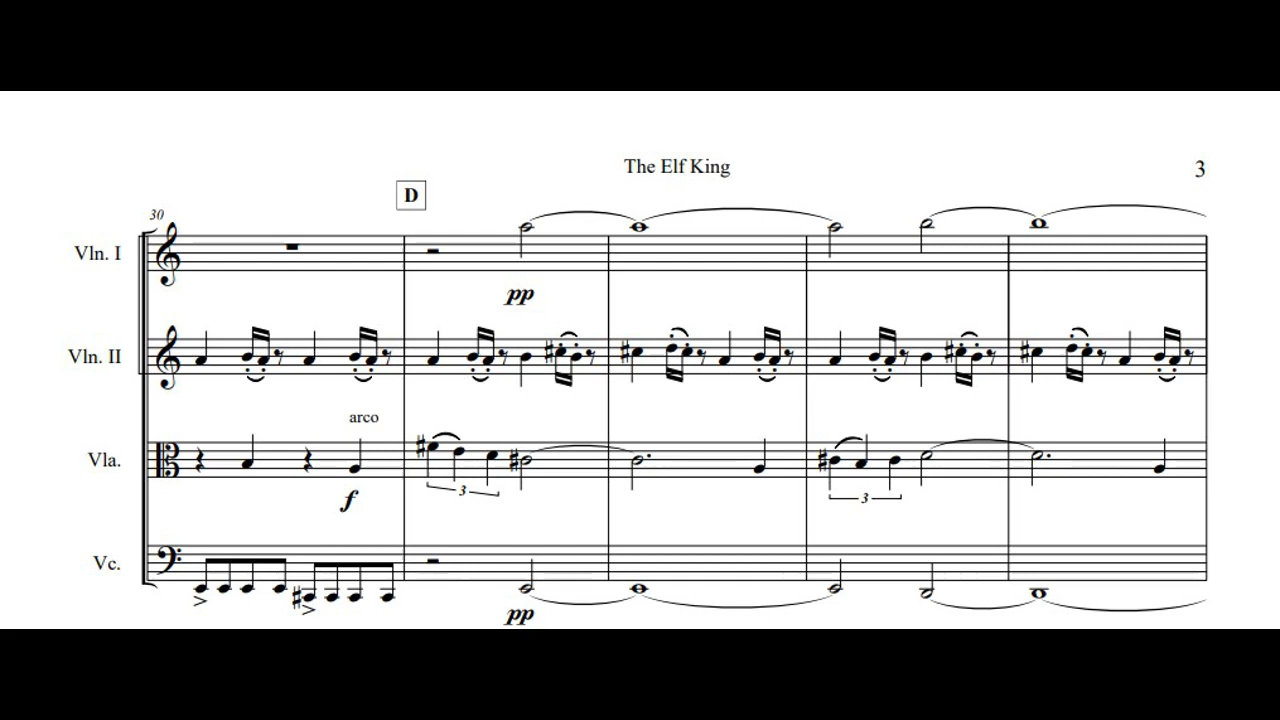 The Elf King
3
D
30
Vln. I
pp
Vln. II
arco
Vla.
3
3
f
Vc.
pp